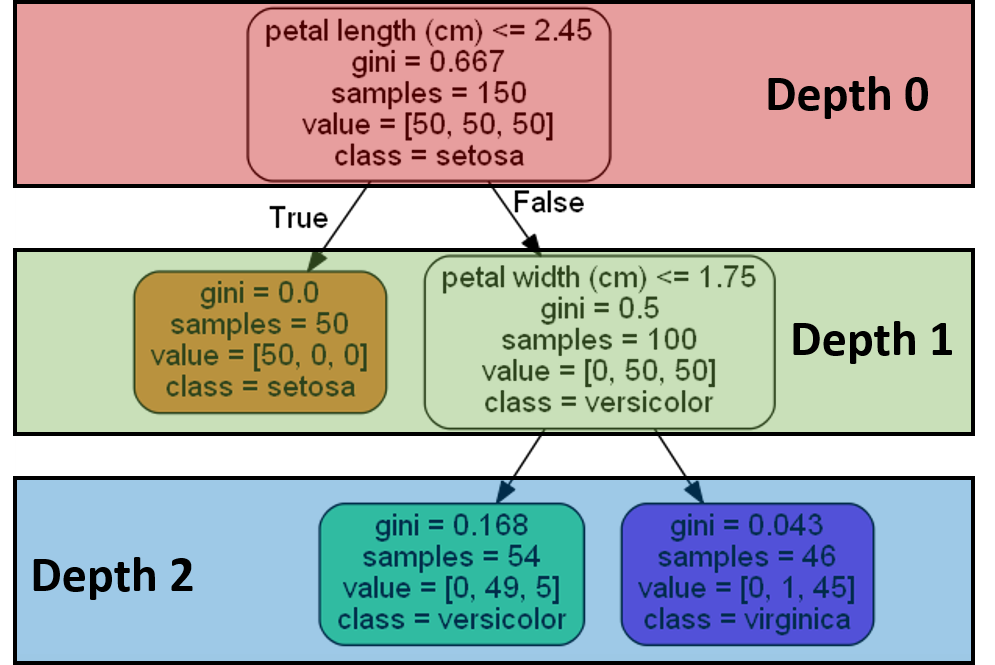 petal length (cm) <= 2.45
gini = 0.667
samples = 150
value = [50, 50, 50]
class = setosa
Depth 0
True
False
gini = 0.0
samples = 50
value = [50, 0, 0]
class = setosa
petal width (cm) <= 1.75
gini = 0.5
samples = 100
value = [0, 50, 50]
class = versicolor
Depth 1
Depth 2
gini = 0.168
samples = 54
value = [0, 49, 5]
class = versicolor
gini = 0.043
samples = 46
value = [0, 1, 45]
class = virginica